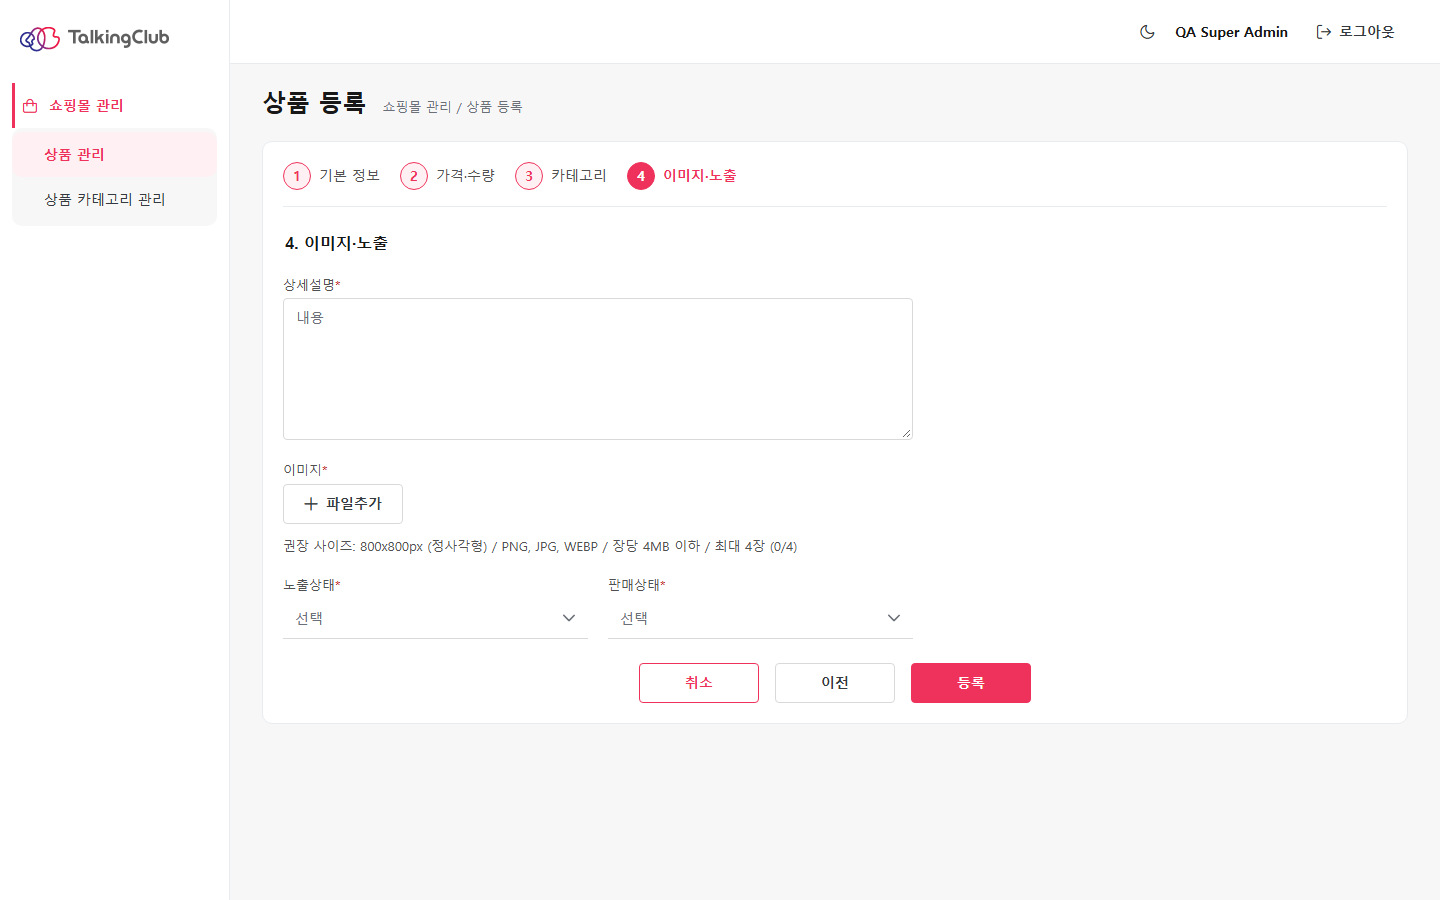 TalkingClub
QA Super Admin
로그아웃
쇼핑몰 관리
상품 관리
상품 카테고리 관리
상품 등록
쇼핑몰 관리 / 상품 등록
1 기본 정보 2 가격·수량 3 카테고리 4 이미지·노출
4. 이미지·노출
상세설명*
내용
이미지*
파일추가
권장 사이즈: 800x800px (정사각형) / PNG, JPG, WEBP / 장당 4MB 이하 / 최대 4장 (0/4)
노출상태* 판매상태*
선택 선택
취소 이전 등록